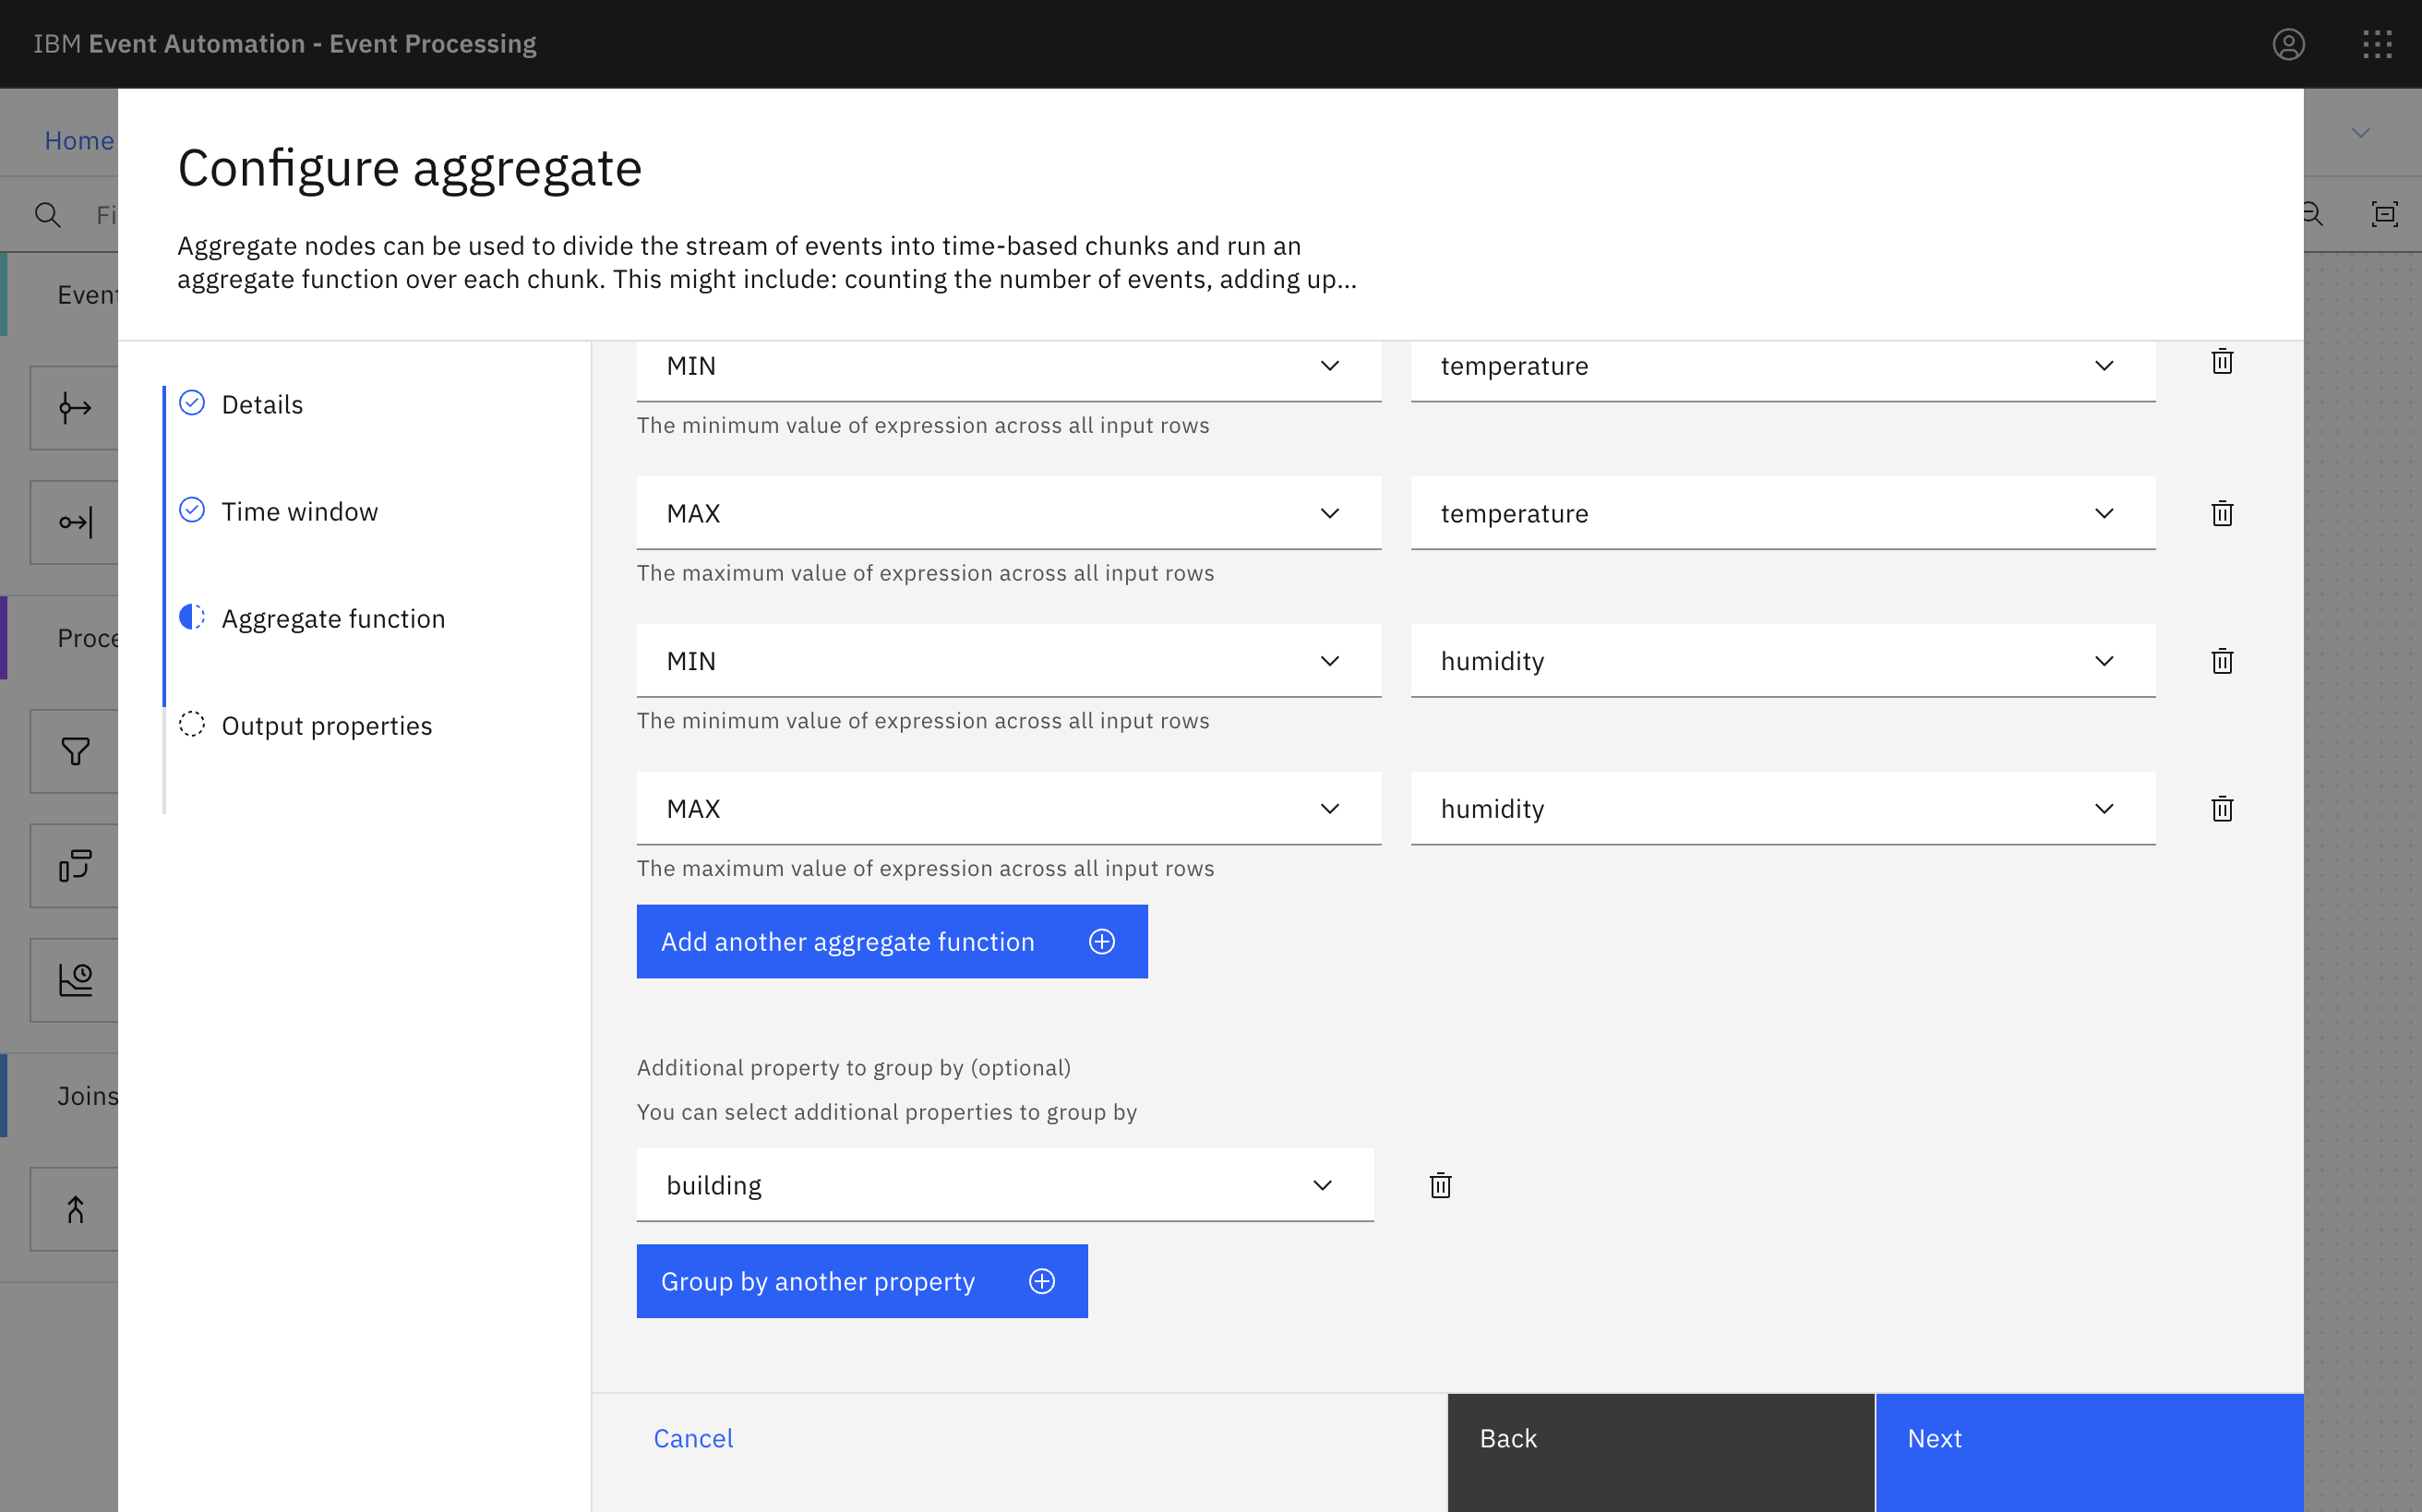 IBM Event Automation - Event Processing
Home
Configure aggregate
Aggregate nodes can be used to divide the stream of events into time-based chunks and run an
aggregate function over each chunk. This might include: counting the number of events, adding up...
Fi
Event
Proce
Joins
Details
Time window
Aggregate function
Output properties
MIN
temperature
The minimum value of expression across all input rows
MAX
temperature
The maximum value of expression across all input rows
MIN
humidity
The minimum value of expression across all input rows
MAX
humidity
The maximum value of expression across all input rows
Add another aggregate function
Additional property to group by (optional)
You can select additional properties to group by
building
Group by another property
Cancel
Back
Next